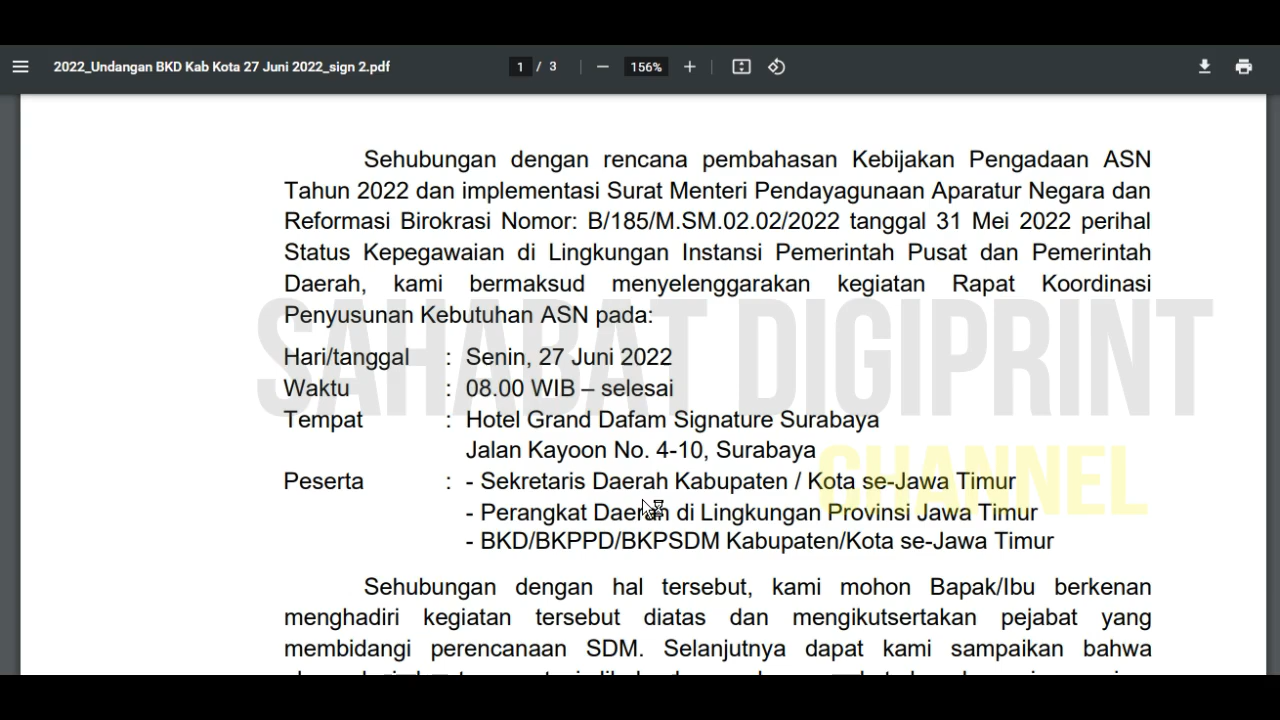 2022_Undangan BKD Kab Kota 27 Juni 2022_sign 2.pdf
1 / 3
156%
Sehubungan dengan rencana pembahasan Kebijakan Pengadaan ASN
Tahun 2022 dan implementasi Surat Menteri Pendayagunaan Aparatur Negara dan
Reformasi Birokrasi Nomor: B/185/M.SM.02.02/2022 tanggal 31 Mei 2022 perihal
Status Kepegawaian di Lingkungan Instansi Pemerintah Pusat dan Pemerintah
Daerah, kami bermaksud menyelenggarakan kegiatan Rapat Koordinasi
Penyusunan Kebutuhan ASN pada:
Hari/tanggal : Senin, 27 Juni 2022
Waktu : 08.00 WIB – selesai
Tempat : Hotel Grand Dafam Signature Surabaya
Jalan Kayoon No. 4-10, Surabaya
Peserta : - Sekretaris Daerah Kabupaten / Kota se-Jawa Timur
- Perangkat Daerah di Lingkungan Provinsi Jawa Timur
- BKD/BKPPD/BKPSDM Kabupaten/Kota se-Jawa Timur
Sehubungan dengan hal tersebut, kami mohon Bapak/Ibu berkenan
menghadiri kegiatan tersebut diatas dan mengikutsertakan pejabat yang
membidangi perencanaan SDM. Selanjutnya dapat kami sampaikan bahwa
SAHABAT DIGIPRINT
CHANNEL